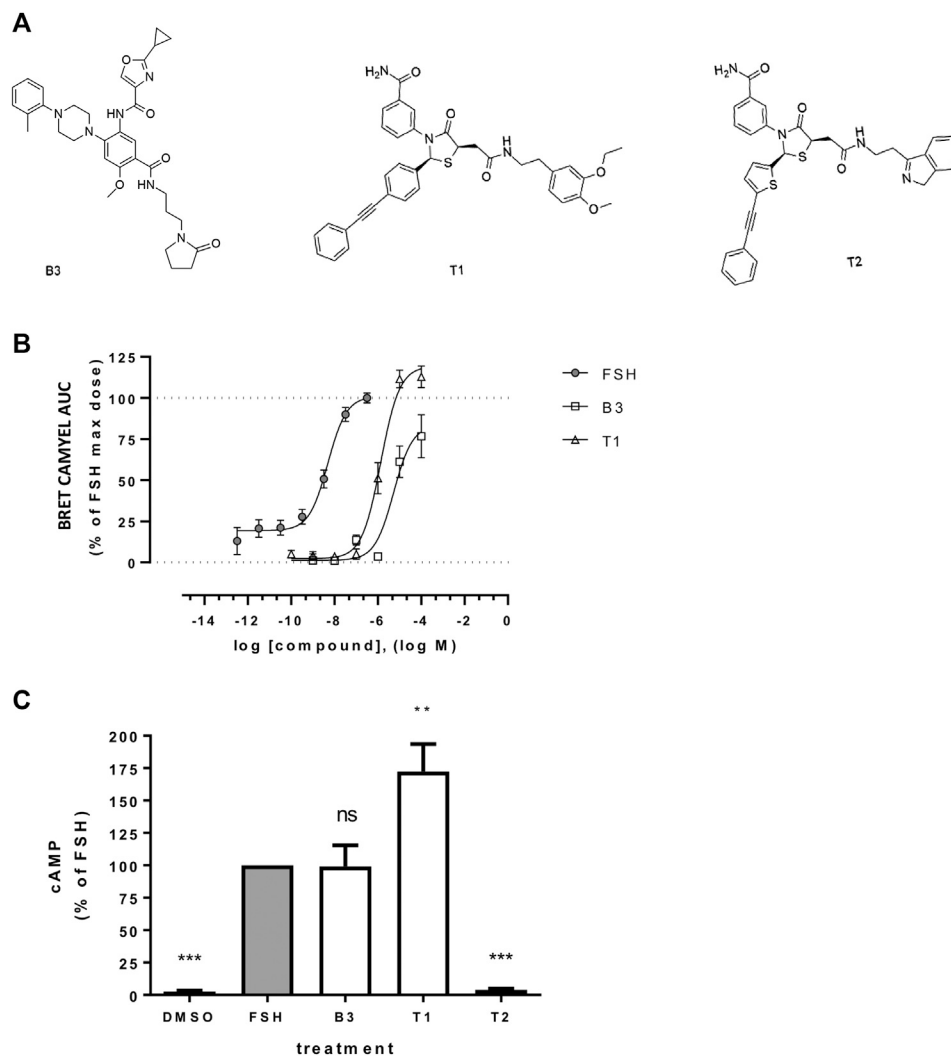 A
B3
T1
T2
O
N
O
N
N
HN
O
O
O
NH
N
O
H₂N
O
N
O
S
H
N
O
O
O
H₂N
O
N
O
S
H
N
O
N
S
B
BRET CAMYEL AUC
(% of FSH max dose)
125
100
75
50
25
0
-14
-12
-10
-8
-6
-4
-2
0
log [compound], (log M)
FSH
B3
T1
C
cAMP
(% of FSH)
200
175
150
125
100
75
50
25
0
***
ns
**
***
DMSO
FSH
B3
T1
T2
treatment